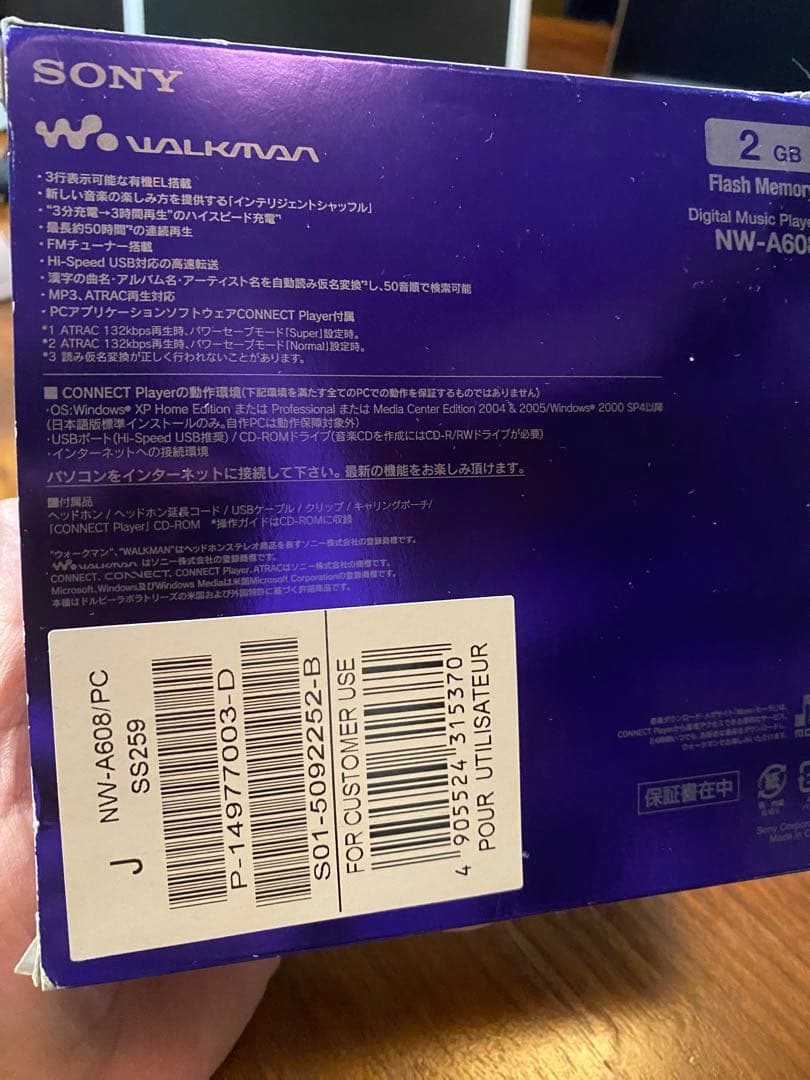 SONY
WALKMAN
2 GB
Flash Memory
Digital Music Playe
NW-A608
・3行表示可能な有機EL搭載
・新しい音楽の楽しみ方を提供する「インテリジェントシャッフル」
・"3分充電→3時間再生"のハイスピード充電*1
・最長約50時間*2の連続再生
・FMチューナー搭載
・Hi-Speed USB対応の高速転送
・漢字の曲名・アルバム名・アーティスト名を自動読み仮名変換*3し、50音順で検索可能
・MP3、ATRAC再生対応
・PCアプリケーションソフトウェアCONNECT Player付属
*1 ATRAC 132kbps再生時、パワーセーブモード「Super」設定時。
*2 ATRAC 132kbps再生時、パワーセーブモード「Normal」設定時。
*3 読み仮名変換が正しく行われないことがあります。
■ CONNECT Playerの動作環境(下記環境を満たす全てのPCでの動作を保証するものではありません)
・OS:Windows® XP Home Edition または Professional または Media Center Edition 2004 & 2005/Windows® 2000 SP4以降
(日本語版標準インストールのみ。自作PCは動作保障対象外)
・USBポート(Hi-Speed USB推奨) / CD-ROMドライブ(音楽CDを作成にはCD-R/RWドライブが必要)
・インターネットへの接続環境
パソコンをインターネットに接続して下さい。最新の機能をお楽しみ頂けます。
■付属品
ヘッドホン / ヘッドホン延長コード / USBケーブル / クリップ / キャリングポーチ/
「CONNECT Player」CD-ROM *操作ガイドはCD-ROMに収録
"ウォークマン"、"WALKMAN"はヘッドホンステレオ商品を表すソニー株式会社の登録商標です。
WALKMAN はソニー株式会社の登録商標です。
CONNECT、CONNECT、CONNECT Player、ATRACはソニー株式会社の商標です。
Microsoft、Windows及びWindows Mediaは米国Microsoft Corporationの登録商標です。
本機はドルビーラボラトリーズの米国および外国特許に基づく許諾商品です。
J
NW-A608/PC
SS259
P-14977003-D
S01-5092252-B
FOR CUSTOMER USE
4 905524 315370
POUR UTILISATEUR
保証書在中
紙
Sony Corpor
Made in C